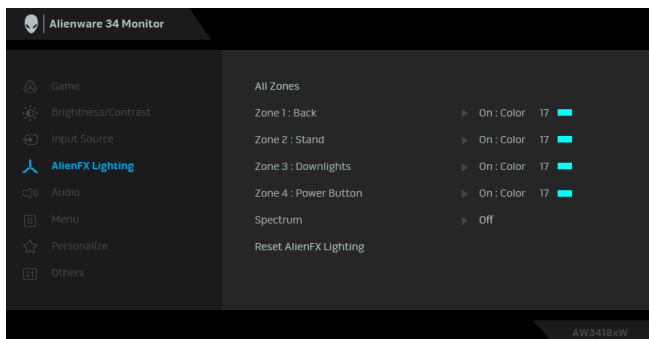 Alienware 34 Monitor
Game
All Zones
Brightness/Contrast
Zone 1 : Back
On : Color 17
Input Source
Zone 2 : Stand
On : Color 17
AlienFX Lighting
Zone 3 : Downlights
On : Color 17
Audio
Zone 4 : Power Button
On : Color 17
Menu
Spectrum
Off
Personalize
Reset AlienFX Lighting
Others
AW3418xW